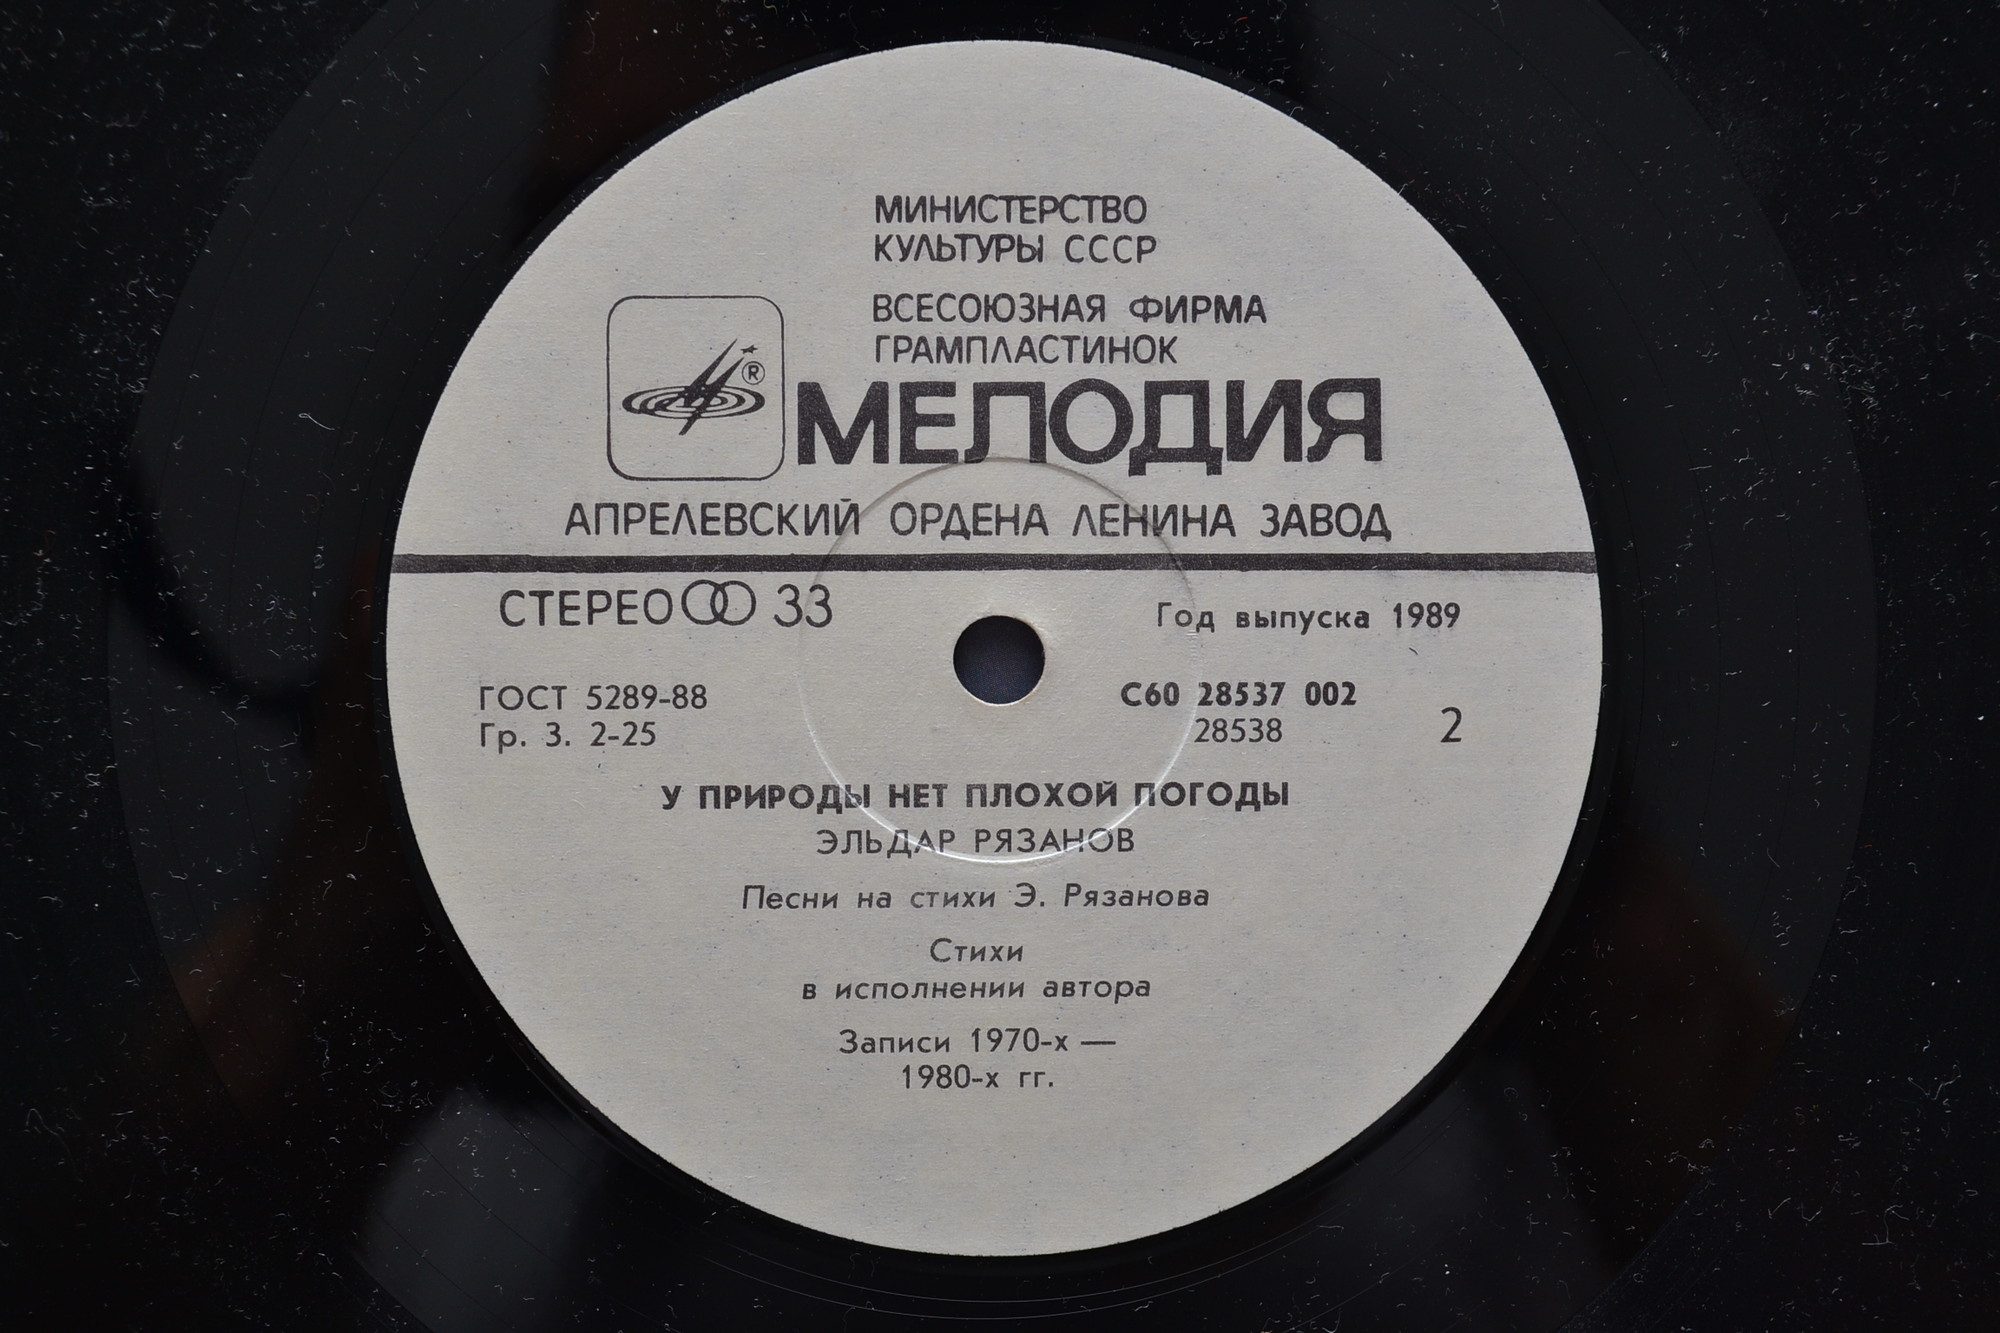 МИНИСТЕРСТВО
КУЛЬТУРЫ СССР
ВСЕСОЮЗНАЯ ФИРМА
ГРАМПЛАСТИНОК
®
МЕЛОДИЯ
АПРЕЛЕВСКИЙ ОРДЕНА ЛЕНИНА ЗАВОД
СТЕРЕО 33
Год выпуска 1989
ГОСТ 5289-88
Гр. 3. 2-25
С60 28537 002
28538
2
У ПРИРОДЫ НЕТ ПЛОХОЙ ПОГОДЫ
ЭЛЬДАР РЯЗАНОВ
Песни на стихи Э. Рязанова
Стихи
в исполнении автора
Записи 1970-х —
1980-х гг.